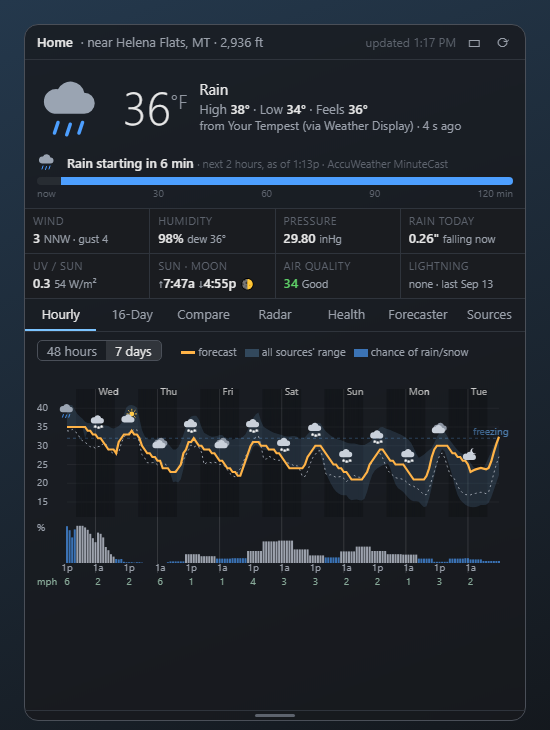 Home · near Helena Flats, MT · 2,936 ft updated 1:17 PM
36°F
Rain
High 38° · Low 34° · Feels 36°
from Your Tempest (via Weather Display) · 4 s ago
Rain starting in 6 min · next 2 hours, as of 1:13p · AccuWeather MinuteCast
now 30 60 90 120 min
WIND HUMIDITY PRESSURE RAIN TODAY
3 NNW · gust 4 98% dew 36° 29.80 inHg 0.26" falling now
UV / SUN SUN · MOON AIR QUALITY LIGHTNING
0.3 54 W/m² ↑7:47a ↓4:55p 34 Good none · last Sep 13
Hourly 16-Day Compare Radar Health Forecaster Sources
48 hours 7 days forecast all sources' range chance of rain/snow
Wed Thu Fri Sat Sun Mon Tue
40
35
freezing
30
25
20
15
%
1p 1a 1p 1a 1p 1a 1p 1a 1p 1a 1p 1a 1p 1a
mph 6 2 2 6 1 1 4 3 3 2 2 1 3 2